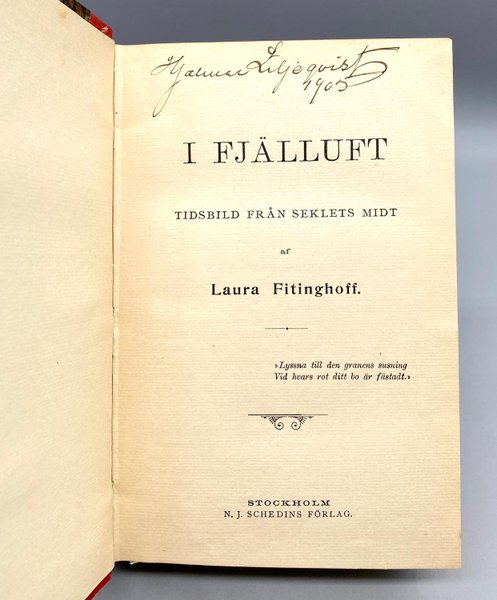 Hjalmar Liljeqvist
1905
I FJÄLLUFT
TIDSBILD FRÅN SEKLETS MIDT
af
Laura Fitinghoff.
»Lyssna till den granens susning
Vid hvars rot ditt bo är fästadt.»
STOCKHOLM
N. J. SCHEDINS FÖRLAG.